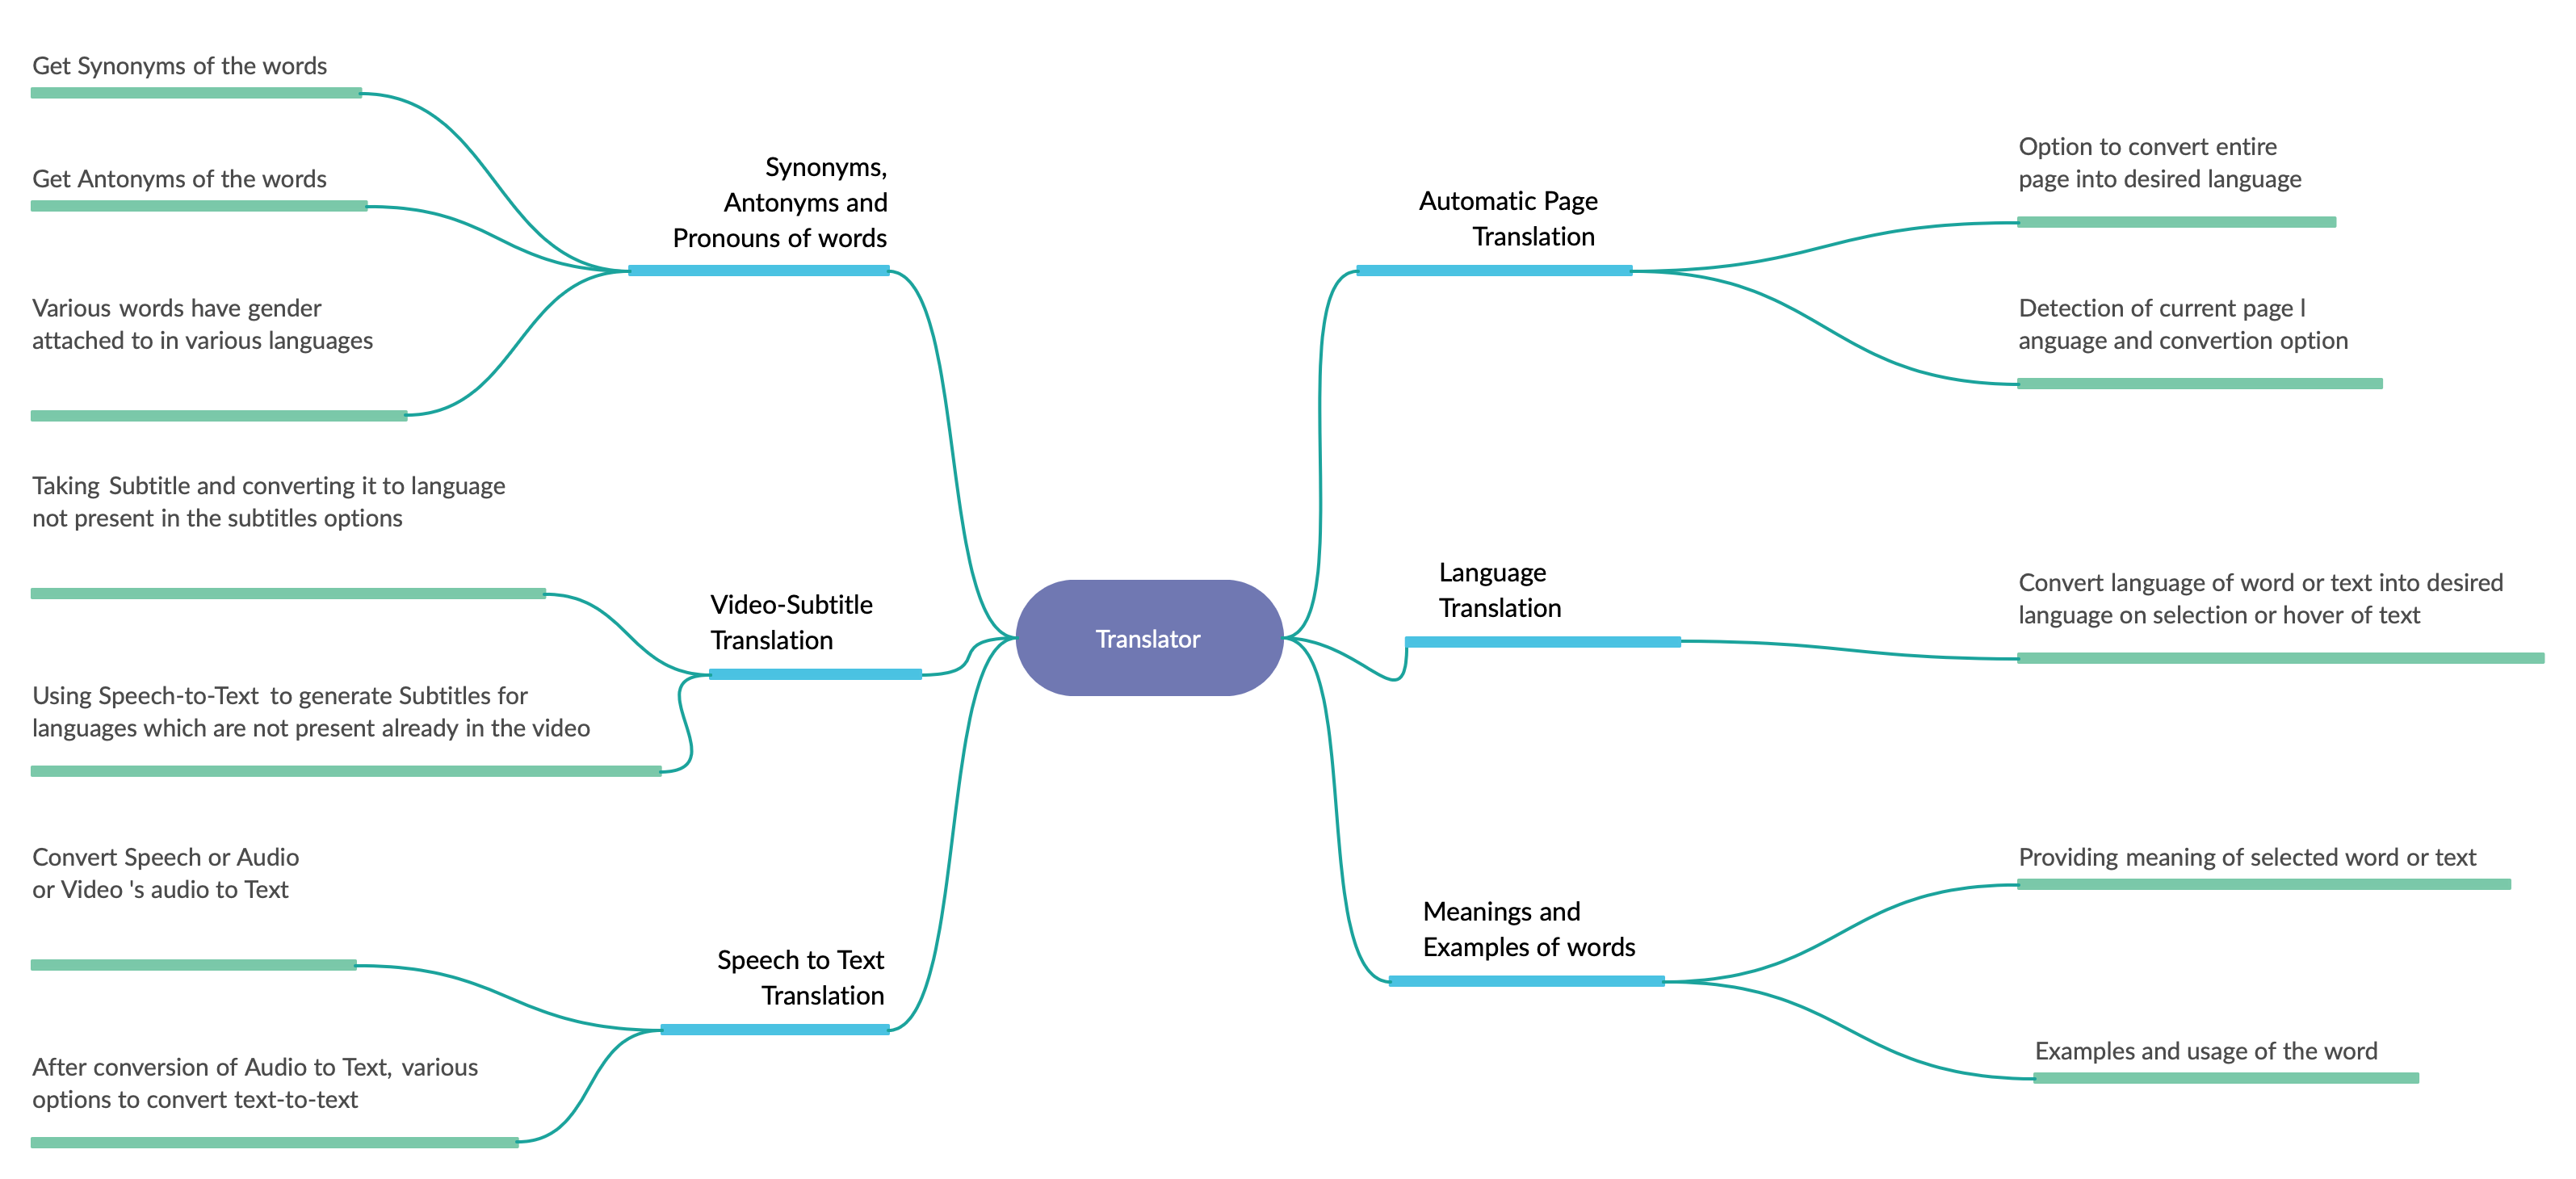 Get Synonyms of the words
Get Antonyms of the words
Various words have gender
attached to in various languages
Synonyms,
Antonyms and
Pronouns of words
Taking Subtitle and converting it to language
not present in the subtitles options
Using Speech-to-Text to generate Subtitles for
languages which are not present already in the video
Video-Subtitle
Translation
Convert Speech or Audio
or Video 's audio to Text
After conversion of Audio to Text, various
options to convert text-to-text
Speech to Text
Translation
Translator
Automatic Page
Translation
Option to convert entire
page into desired language
Detection of current page l
anguage and convertion option
Language
Translation
Convert language of word or text into desired
language on selection or hover of text
Meanings and
Examples of words
Providing meaning of selected word or text
Examples and usage of the word